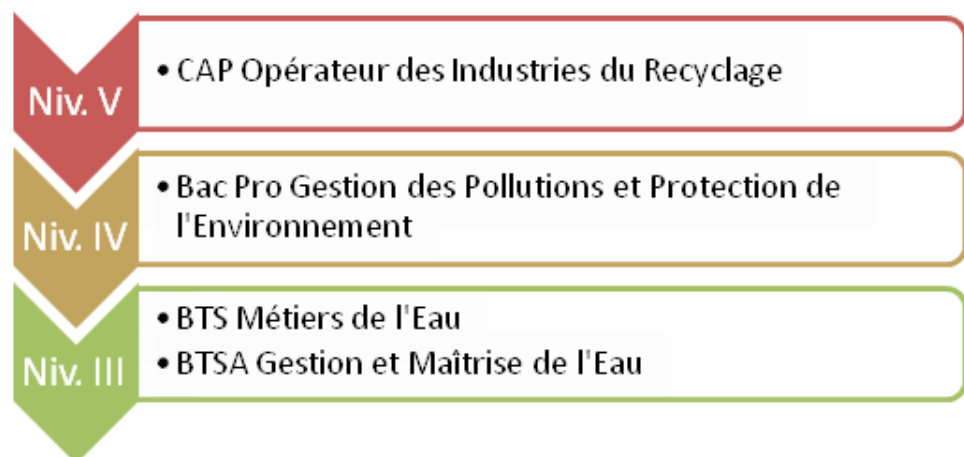 Niv. V
• CAP Opérateur des Industries du Recyclage
Niv. IV
• Bac Pro Gestion des Pollutions et Protection de
l'Environnement
Niv. III
• BTS Métiers de l'Eau
• BTSA Gestion et Maîtrise de l'Eau